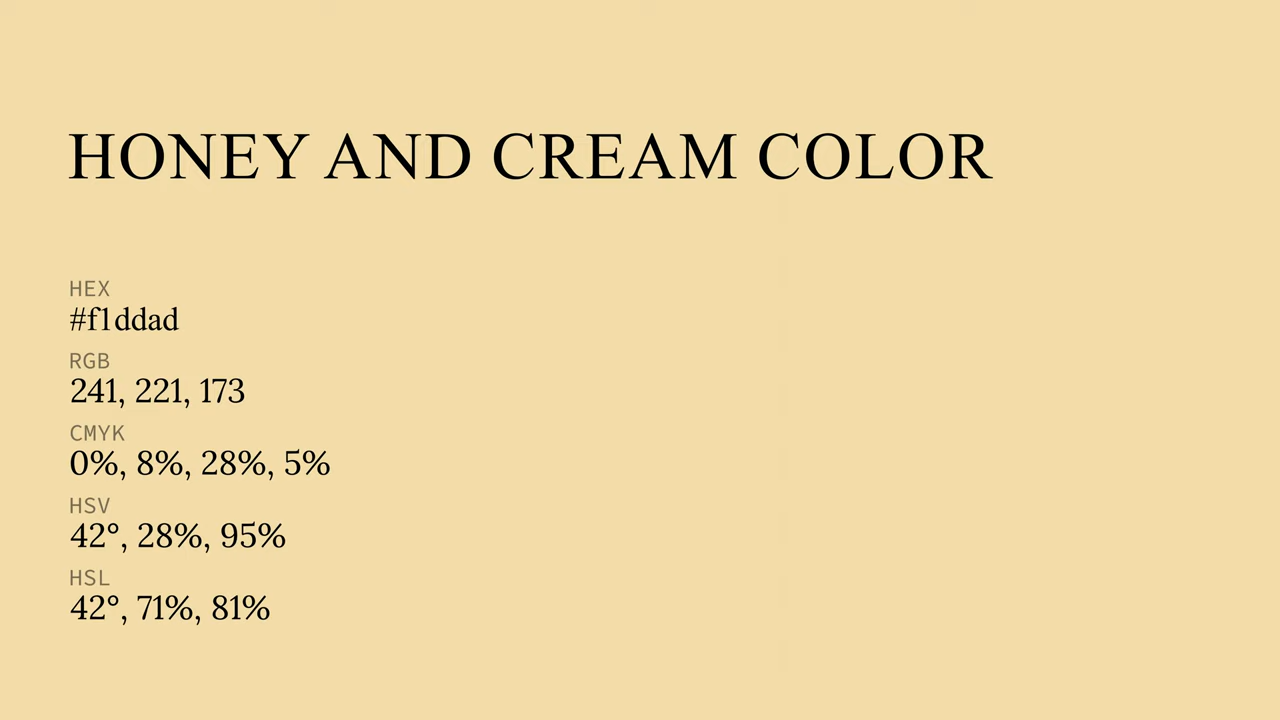 HONEY AND CREAM COLOR
HEX
#f1ddad
RGB
241, 221, 173
CMYK
0%, 8%, 28%, 5%
HSV
42°, 28%, 95%
HSL
42°, 71%, 81%